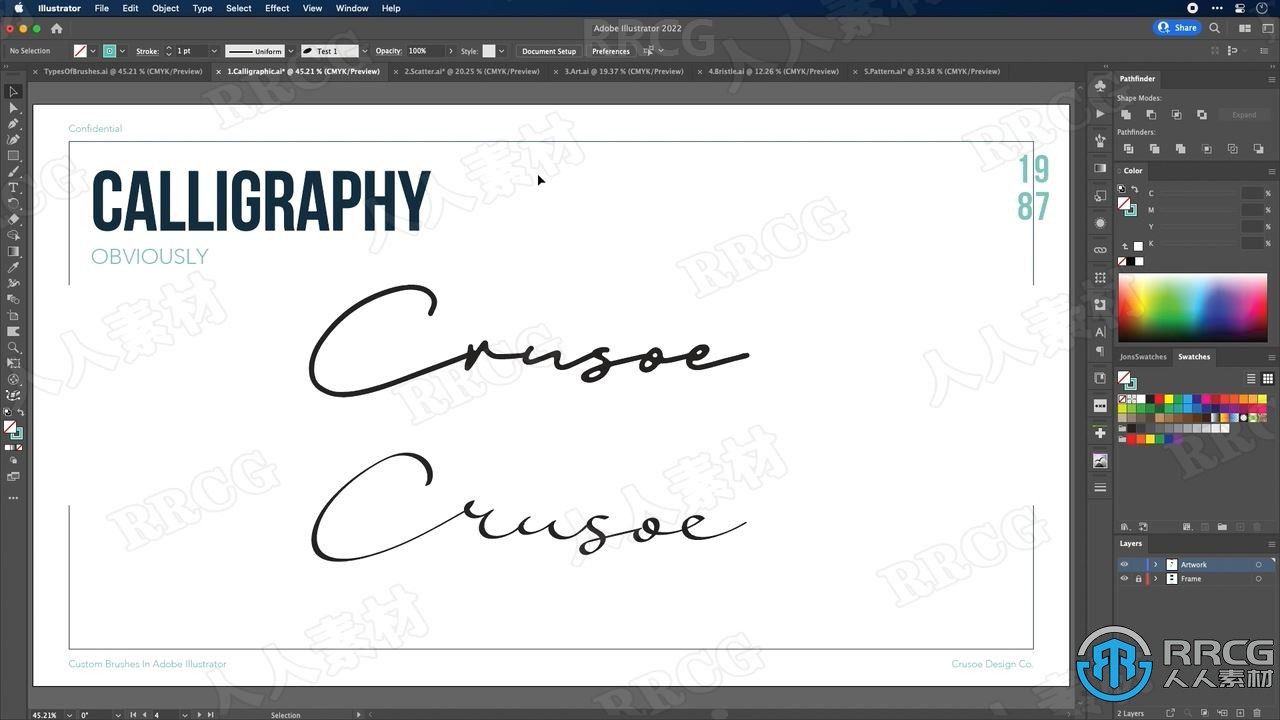 Illustrator File Edit Object Type Select Effect View Window Help
Adobe Illustrator 2022
Share
No Selection Stroke: 1 pt Uniform Test 1 Opacity: 100% Style: Document Setup Preferences
TypesOfBrushes.ai @ 45.21 % (CMYK/Preview)
1.Calligraphic.ai* @ 45.21 % (CMYK/Preview)
2.Scatter.ai* @ 20.25 % (CMYK/Preview)
3.Art.ai @ 19.37 % (CMYK/Preview)
4.Bristle.ai @ 12.26 % (CMYK/Preview)
5.Pattern.ai* @ 33.38 % (CMYK/Preview)
Confidential
CALLIGRAPHY
OBVIOUSLY
19
87
Crusoe
Crusoe
Custom Brushes In Adobe Illustrator
Crusoe Design Co.
Pathfinder
Shape Modes:
Expand
Pathfinders:
Color
C %
M %
Y %
K %
JonsSwatches Swatches
Layers
Artwork
Frame
2 Layers
45.21% 0° 4 Selection
RRCG
人人素材